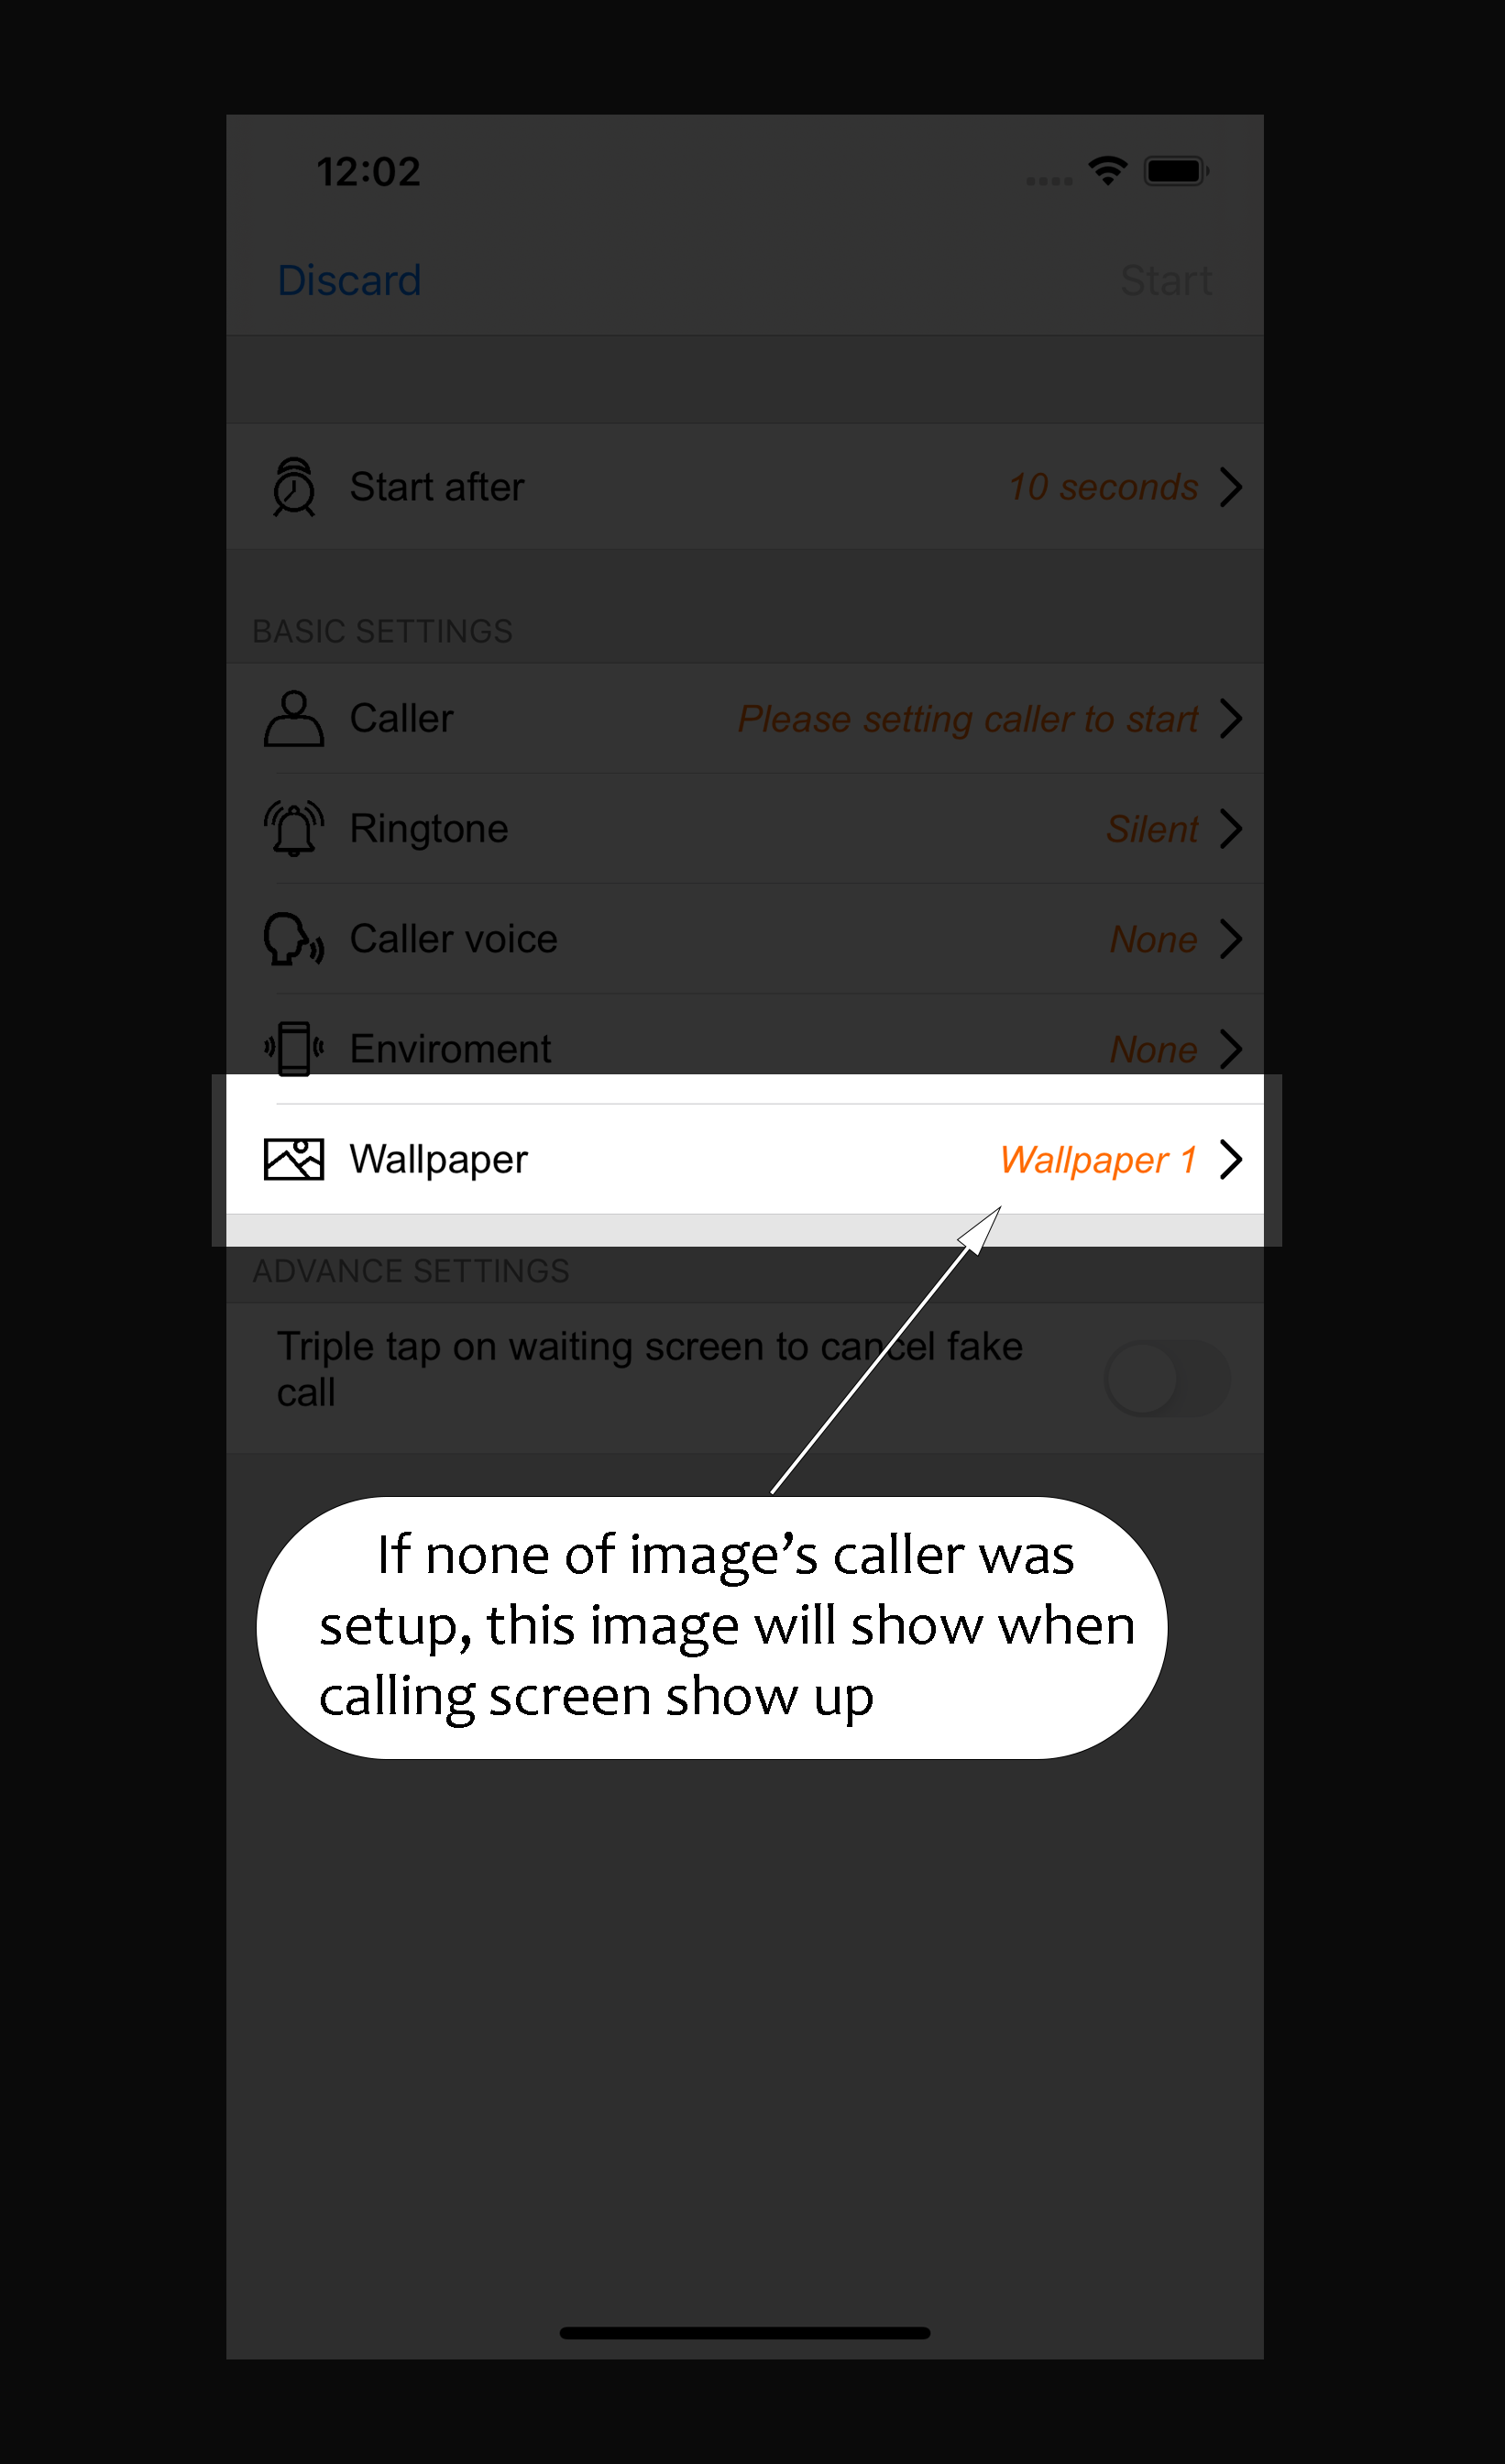 12:02
Discard Start
Start after 10 seconds
BASIC SETTINGS
Caller Please setting caller to start
Ringtone Silent
Caller voice None
Enviroment None
Wallpaper Wallpaper 1
ADVANCE SETTINGS
Triple tap on waiting screen to cancel fake
call
If none of image’s caller was
setup, this image will show when
calling screen show up